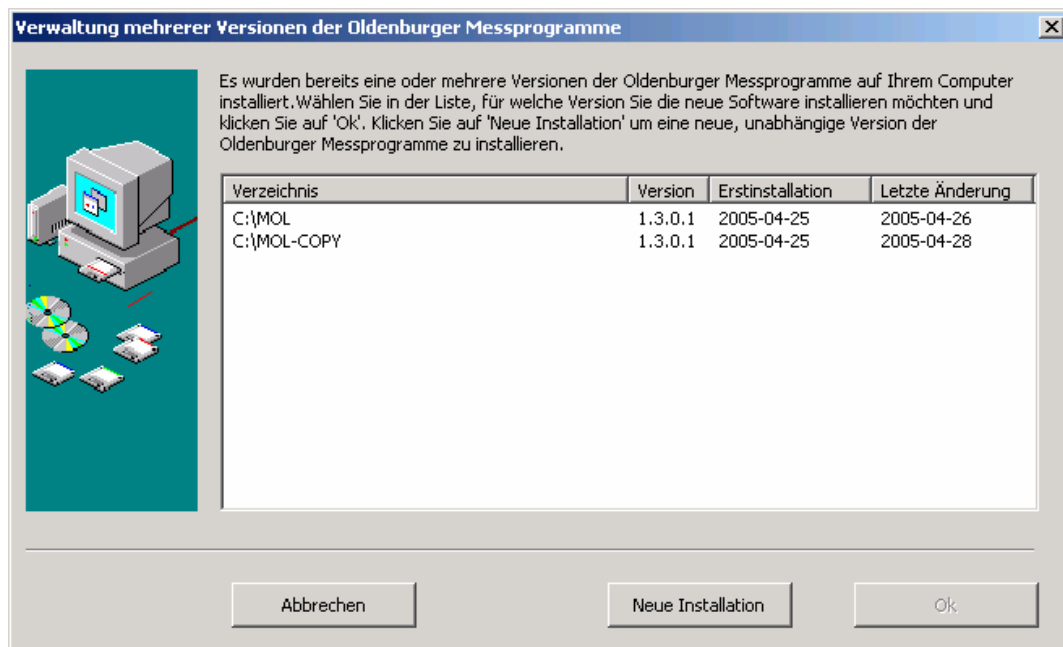 Verwaltung mehrerer Versionen der Oldenburger Messprogramme
Es wurden bereits eine oder mehrere Versionen der Oldenburger Messprogramme auf Ihrem Computer
installiert.Wählen Sie in der Liste, für welche Version Sie die neue Software installieren möchten und
klicken Sie auf 'Ok'. Klicken Sie auf 'Neue Installation' um eine neue, unabhängige Version der
Oldenburger Messprogramme zu installieren.
Verzeichnis Version Erstinstallation Letzte Änderung
C:\MOL 1.3.0.1 2005-04-25 2005-04-26
C:\MOL-COPY 1.3.0.1 2005-04-25 2005-04-28
Abbrechen Neue Installation Ok